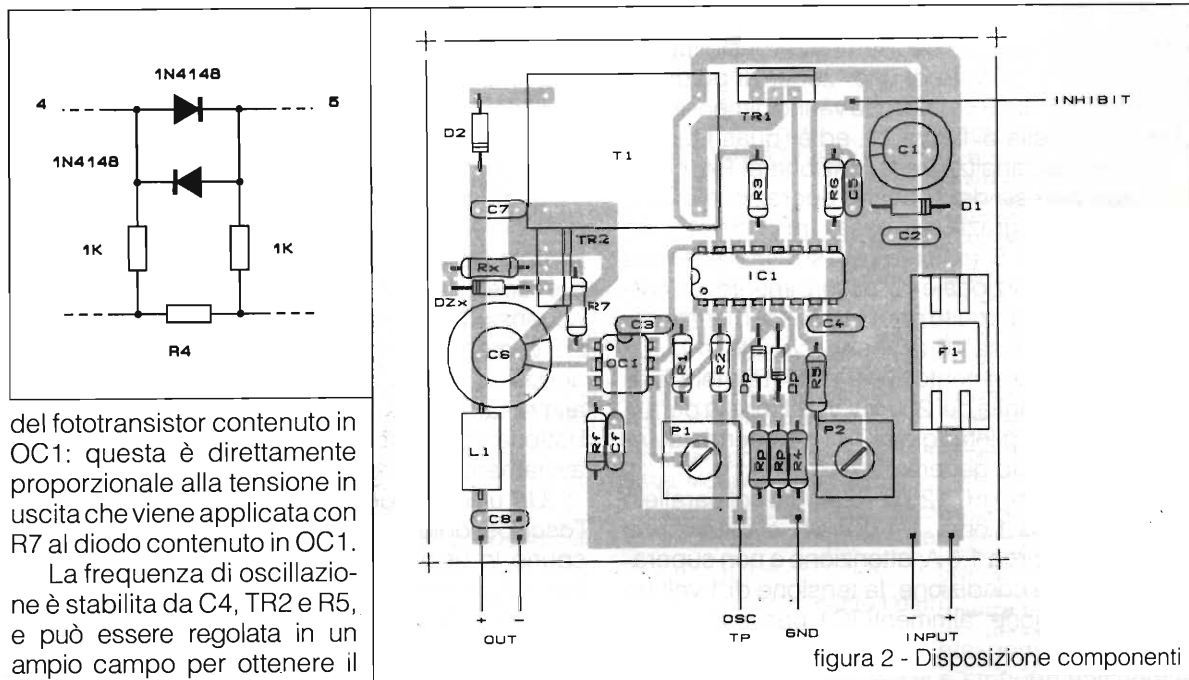 1N4148
4
5
1N4148
1K
1K
R4
del fototransistor contenuto in
OC1: questa è direttamente
proporzionale alla tensione in
uscita che viene applicata con
R7 al diodo contenuto in OC1.
La frequenza di oscillazio-
ne è stabilita da C4, TR2 e R5,
e può essere regolata in un
ampio campo per ottenere il
INHIBIT
TR1
D2
T1
C1
R3
R6
C5
D1
C7
C2
TR2
Rx
IC1
DZx
R7
C3
C4
C6
OC1
R1
R2
DP
DP
R5
F1
P1
P2
L1
Rf
Cf
Rp
Rp
R4
C8
+ -
OUT
OSC
TP
GND
- +
INPUT
figura 2 - Disposizione componenti